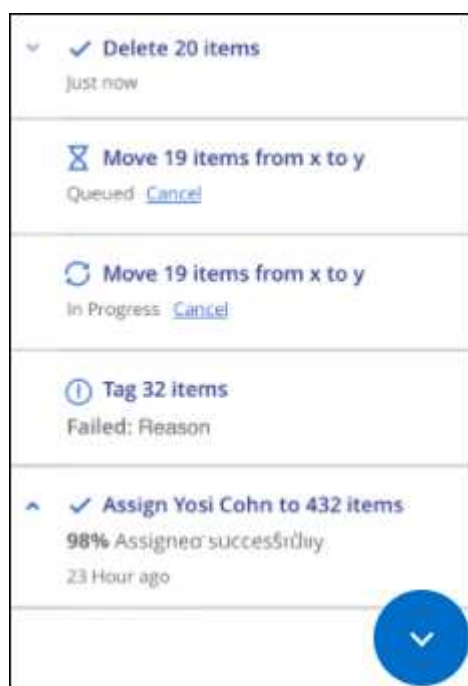 Delete 20 items
Just now
Move 19 items from x to y
Queued Cancel
Move 19 items from x to y
In Progress Cancel
Tag 32 items
Failed: Reason
Assign Yosi Cohn to 432 items
98% Assigned
23 Hour ago